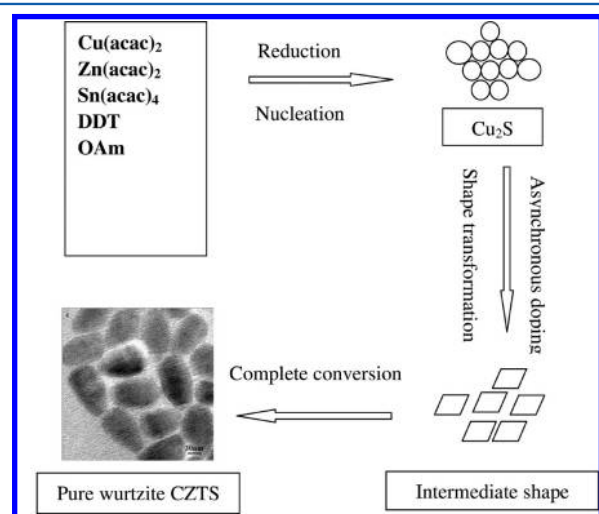 Cu(acac)₂
Zn(acac)₂
Sn(acac)₄
DDT
OAm
Reduction
Nucleation
Cu₂S
Asynchronous doping
Shape transformation
Intermediate shape
Complete conversion
Pure wurtzite CZTS